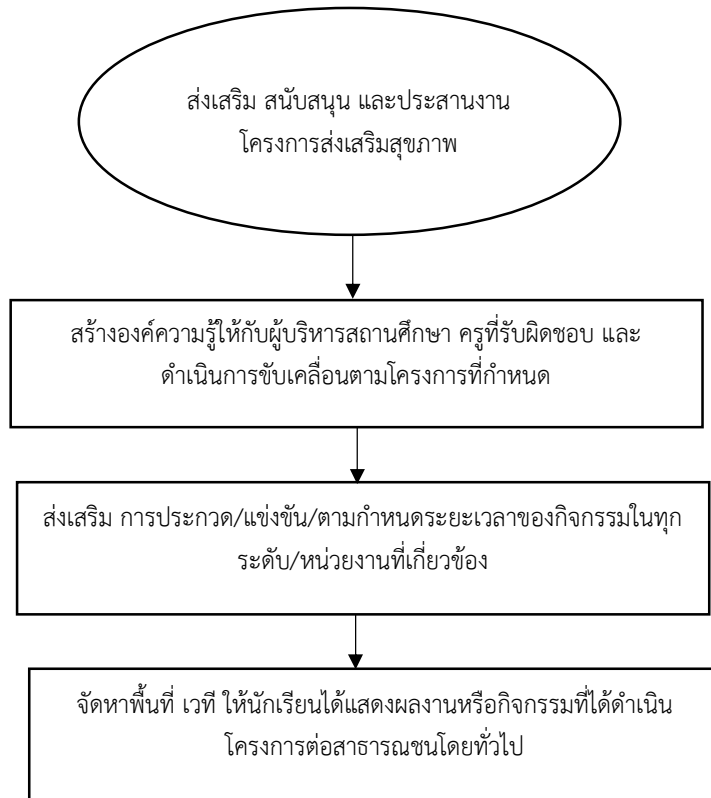 ส่งเสริม สนับสนุน และประสานงาน
โครงการส่งเสริมสุขภาพ
สร้างองค์ความรู้ให้กับผู้บริหารสถานศึกษา ครูที่รับผิดชอบ และ
ดำเนินการขับเคลื่อนตามโครงการที่กำหนด
ส่งเสริม การประกวด/แข่งขัน/ตามกำหนดระยะเวลาของกิจกรรมในทุก
ระดับ/หน่วยงานที่เกี่ยวข้อง
จัดหาพื้นที่ เวที ให้นักเรียนได้แสดงผลงานหรือกิจกรรมที่ได้ดำเนิน
โครงการต่อสาธารณชนโดยทั่วไป